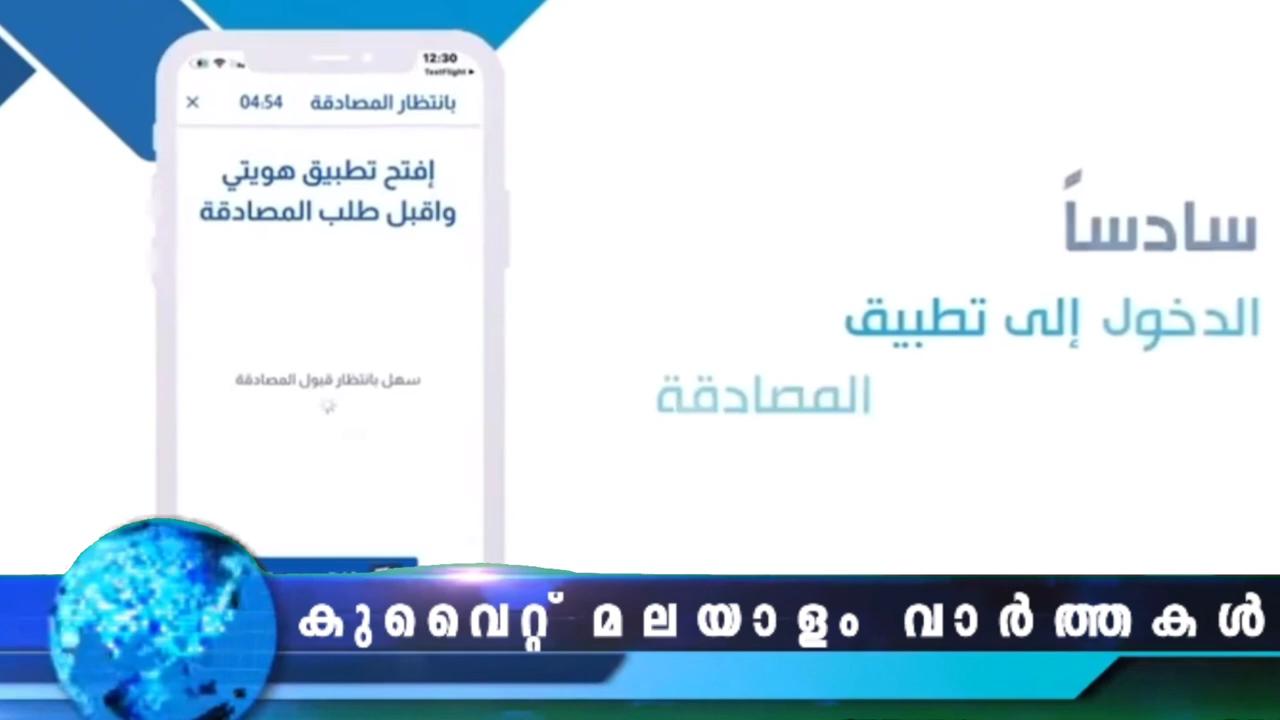 12:30
TestFlight
بانتظار المصادقة
04:54
إفتح تطبيق هويتي
واقبل طلب المصادقة
سهل بانتظار قبول المصادقة
سادساً
الدخول إلى تطبيق
المصادقة
കുവൈറ്റ് മലയാളം വാർത്തകൾ